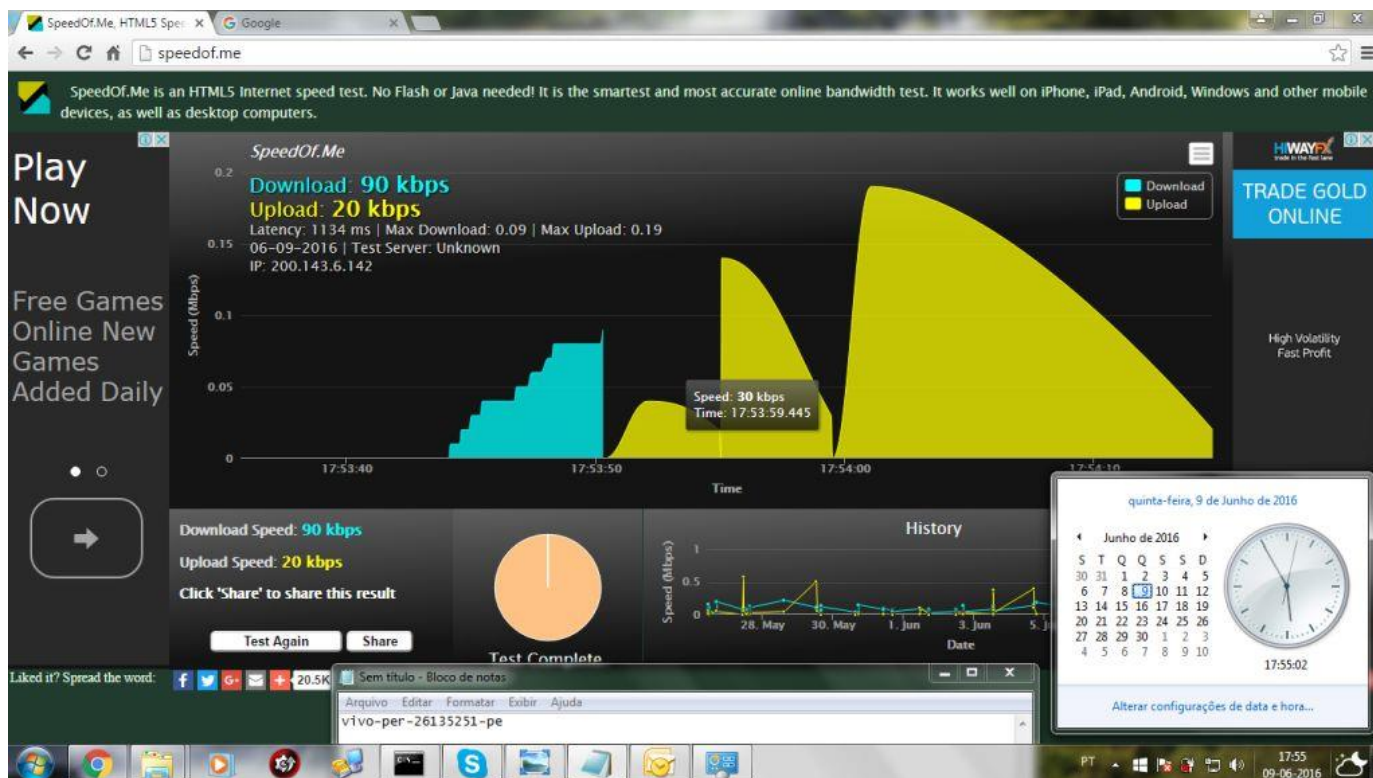 SpeedOf.Me, HTML5 Spee
Google
speedof.me
SpeedOf.Me is an HTML5 Internet speed test. No Flash or Java needed! It is the smartest and most accurate online bandwidth test. It works well on iPhone, iPad, Android, Windows and other mobile
devices, as well as desktop computers.
Play
Now
Free Games
Online New
Games
Added Daily
SpeedOf.Me
Download: 90 kbps
Upload: 20 kbps
Latency: 1134 ms | Max Download: 0.09 | Max Upload: 0.19
06-09-2016 | Test Server: Unknown
IP: 200.143.6.142
Download
Upload
0.2
0.15
0.1
0.05
0
Speed (Mbps)
Speed: 30 kbps
Time: 17:53:59.445
17:53:40
17:53:50
17:54:00
17:54:10
Time
HIWAYFX
trade in the fast lane
TRADE GOLD
ONLINE
High Volatility
Fast Profit
Download Speed: 90 kbps
Upload Speed: 20 kbps
Click 'Share' to share this result
Test Again
Share
Test Complete
History
Speed (Mbps)
1
0.5
0
28. May
30. May
1. Jun
3. Jun
Date
quinta-feira, 9 de Junho de 2016
Junho de 2016
S T Q Q S S D
30 31 1 2 3 4 5
6 7 8 9 10 11 12
13 14 15 16 17 18 19
20 21 22 23 24 25 26
27 28 29 30 1 2 3
4 5 6 7 8 9 10
17:55:02
Alterar configurações de data e hora...
Liked it? Spread the word:
20.5K
Sem título - Bloco de notas
Arquivo Editar Formatar Exibir Ajuda
vivo-per-26135251-pe
PT
17:55
09-06-2016